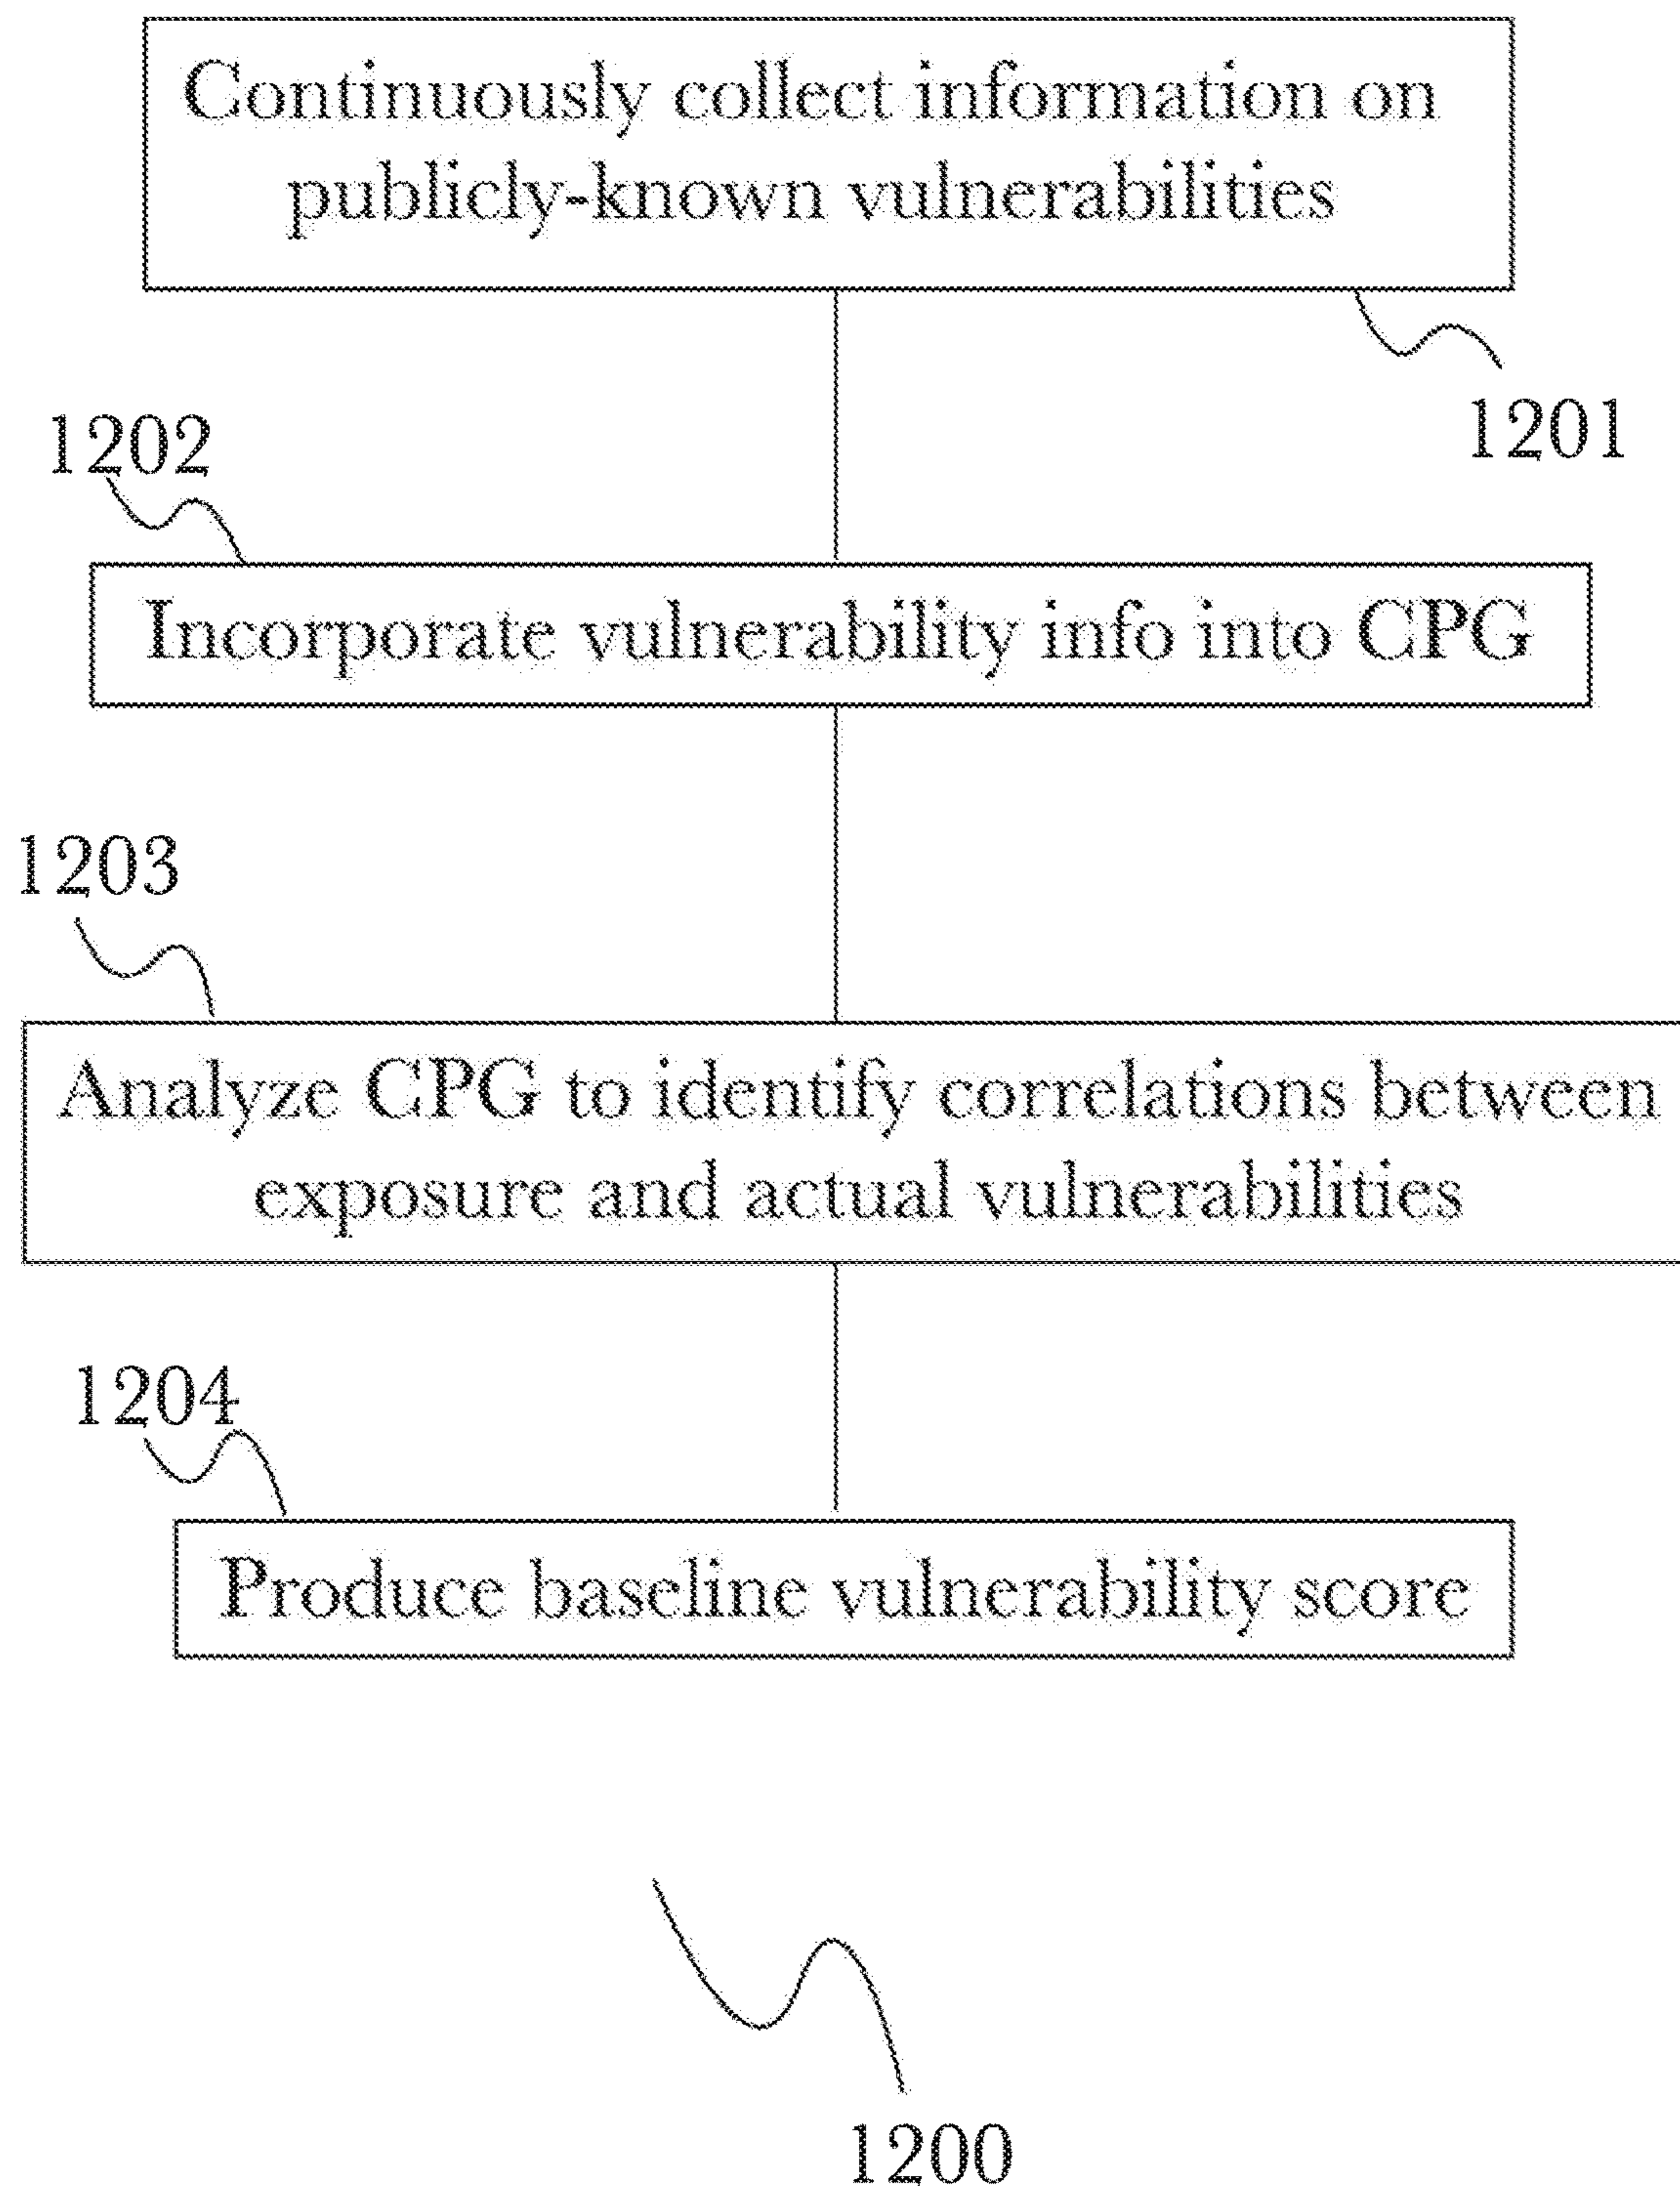 Continuously collect information on
publicly-known vulnerabilities
1201
1202
Incorporate vulnerability info into CPG
1203
Analyze CPG to identify correlations between
exposure and actual vulnerabilities
1204
Produce baseline vulnerability score
1200